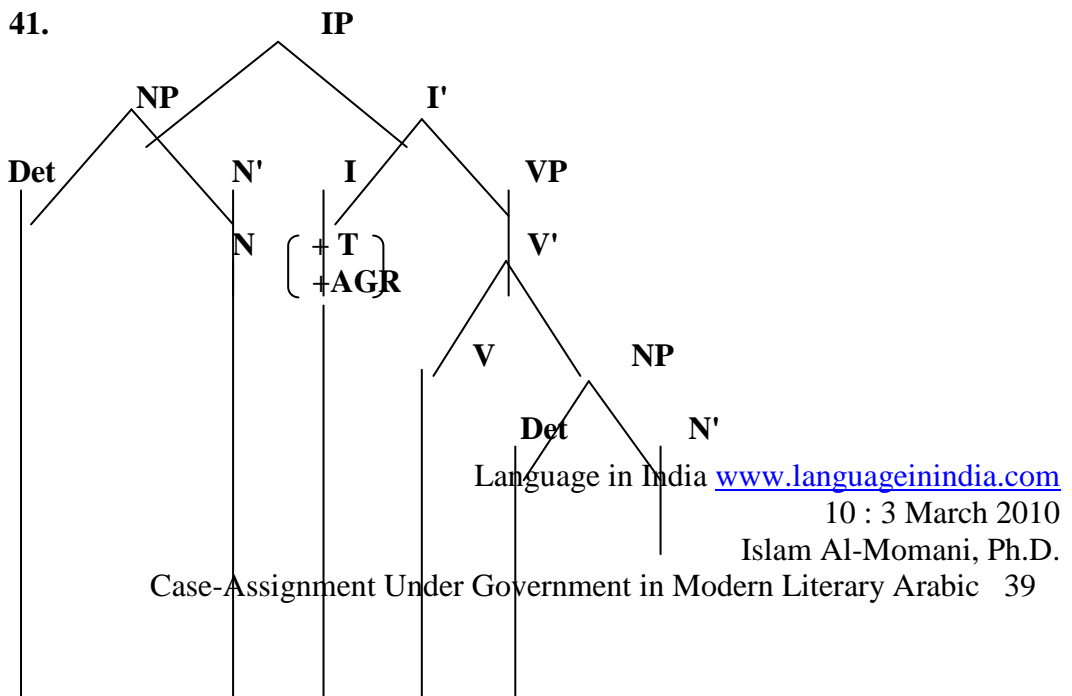 41. IP
NP I'
Det N' I VP
N + T V'
+AGR
V NP
Det N'
Language in India www.languageinindia.com
10 : 3 March 2010
Islam Al-Momani, Ph.D.
Case-Assignment Under Government in Modern Literary Arabic 39